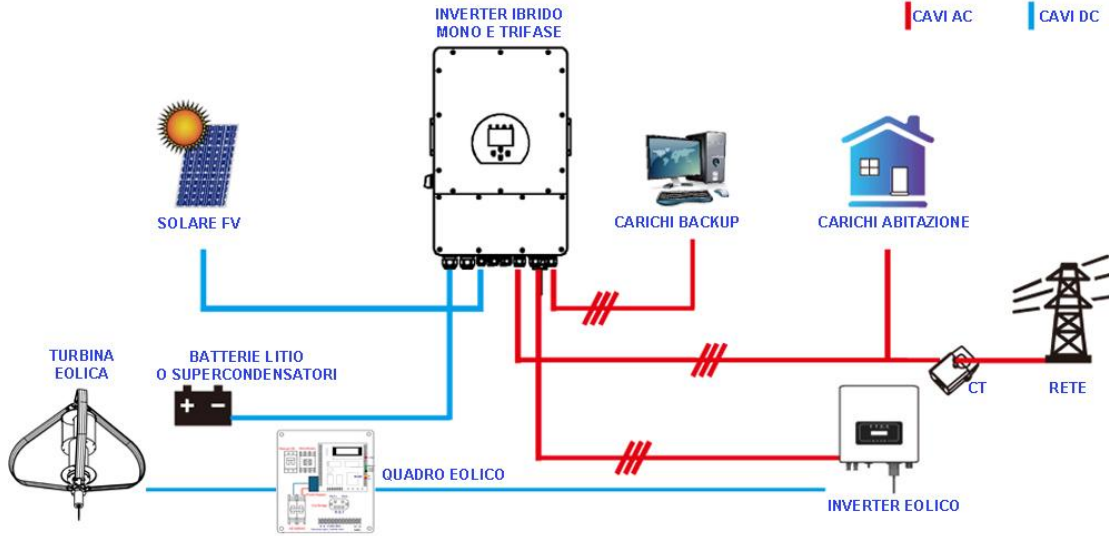 INVERTER IBRIDO
MONO E TRIFASE
CAVI AC
CAVI DC
SOLARE FV
CARICHI BACKUP
CARICHI ABITAZIONE
TURBINA
EOLICA
BATTERIE LITIO
O SUPERCONDENSATORI
CT
RETE
QUADRO EOLICO
INVERTER EOLICO